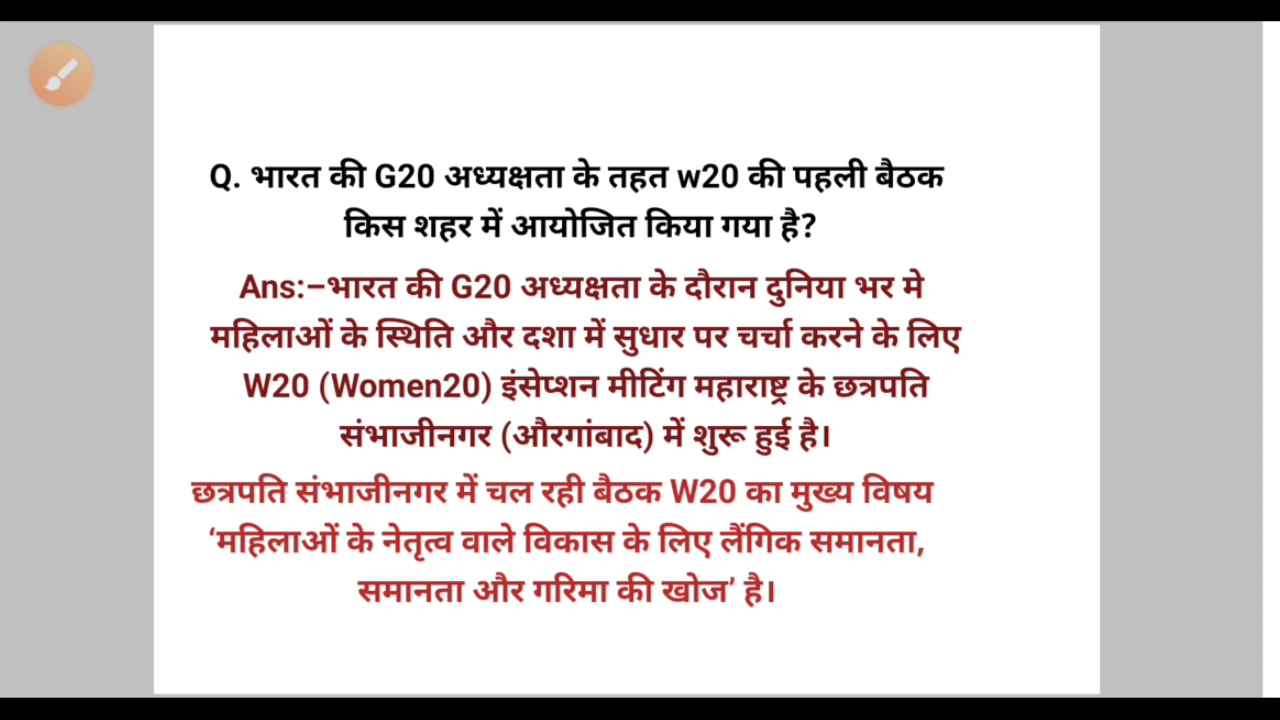 Q. भारत की G20 अध्यक्षता के तहत w20 की पहली बैठक
किस शहर में आयोजित किया गया है?
Ans:–भारत की G20 अध्यक्षता के दौरान दुनिया भर मे
महिलाओं के स्थिति और दशा में सुधार पर चर्चा करने के लिए
W20 (Women20) इंसेप्शन मीटिंग महाराष्ट्र के छत्रपति
संभाजीनगर (औरगांबाद) में शुरू हुई है।
छत्रपति संभाजीनगर में चल रही बैठक W20 का मुख्य विषय
‘महिलाओं के नेतृत्व वाले विकास के लिए लैंगिक समानता,
समानता और गरिमा की खोज’ है।